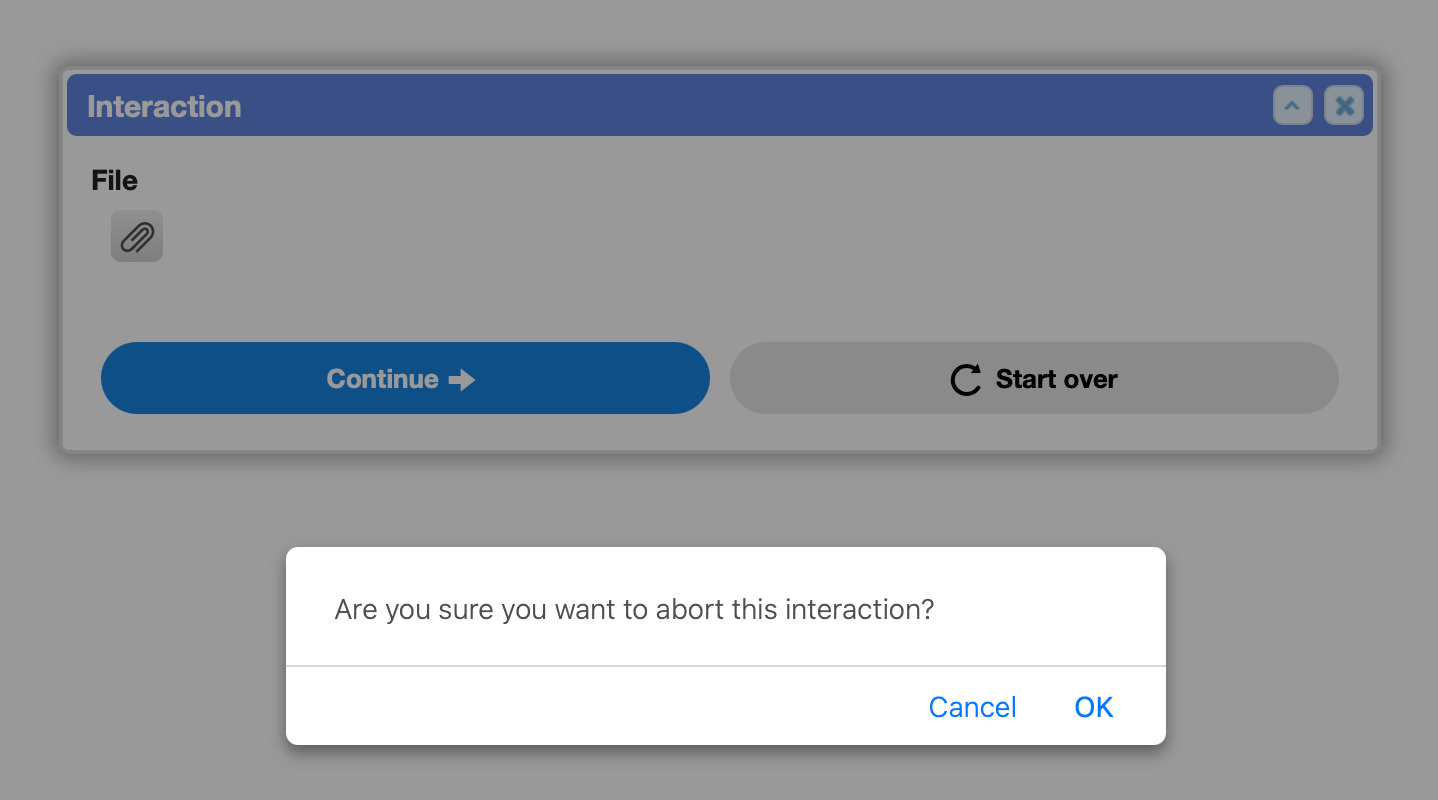 Interaction
File
Continue
Start over
Are you sure you want to abort this interaction?
Cancel
OK